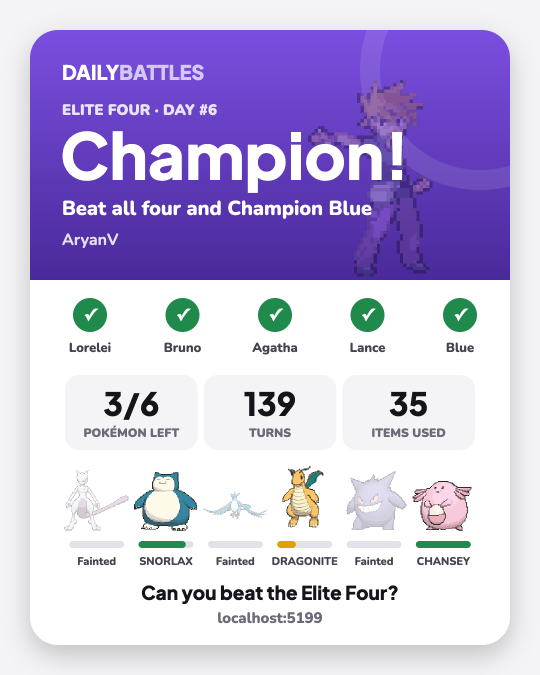 DAILYBATTLES
ELITE FOUR · DAY #6
Champion!
Beat all four and Champion Blue
AryanV
Lorelei Bruno Agatha Lance Blue
3/6 139 35
POKÉMON LEFT TURNS ITEMS USED
Fainted SNORLAX Fainted DRAGONITE Fainted CHANSEY
Can you beat the Elite Four?
localhost:5199